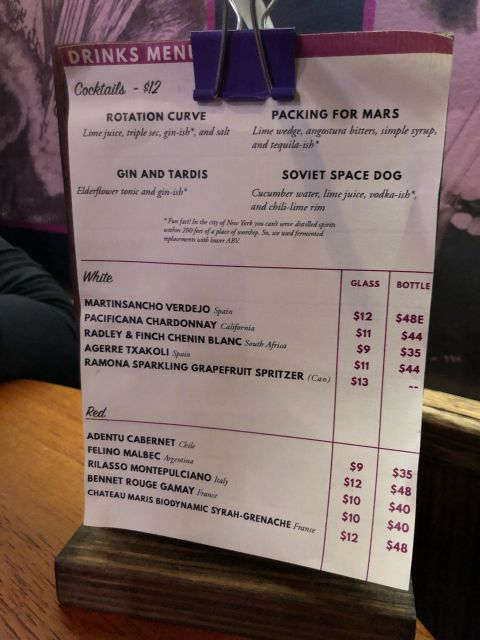 DRINKS MENU
Cocktails - $12
ROTATION CURVE
Lime juice, triple sec, gin-ish*, and salt
PACKING FOR MARS
Lime wedge, angostura bitters, simple syrup,
and tequila-ish*
GIN AND TARDIS
Elderflower tonic and gin-ish*
SOVIET SPACE DOG
Cucumber water, lime juice, vodka-ish*,
and chili-lime rim
* Fun fact! In the city of New York you can't serve distilled spirits
within 200 feet of a place of worship. So, we used fermented
replacements with lower ABV.
White GLASS BOTTLE
MARTINSANCHO VERDEJO Spain $12 $48E
PACIFICANA CHARDONNAY California $11 $44
RADLEY & FINCH CHENIN BLANC South Africa $9 $35
AGERRE TXAKOLI Spain $11 $44
RAMONA SPARKLING GRAPEFRUIT SPRITZER (Can) $13 --
Red
ADENTU CABERNET Chile $9 $35
FELINO MALBEC Argentina $12 $48
RILASSO MONTEPULCIANO Italy $10 $40
BENNET ROUGE GAMAY France $10 $40
CHATEAU MARIS BIODYNAMIC SYRAH-GRENACHE France $12 $48